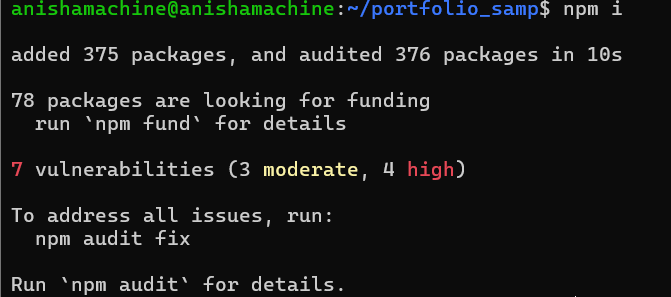 anishamachine@anishamachine:~/portfolio_samp$ npm i
added 375 packages, and audited 376 packages in 10s
78 packages are looking for funding
  run `npm fund` for details
7 vulnerabilities (3 moderate, 4 high)
To address all issues, run:
  npm audit fix
Run `npm audit` for details.